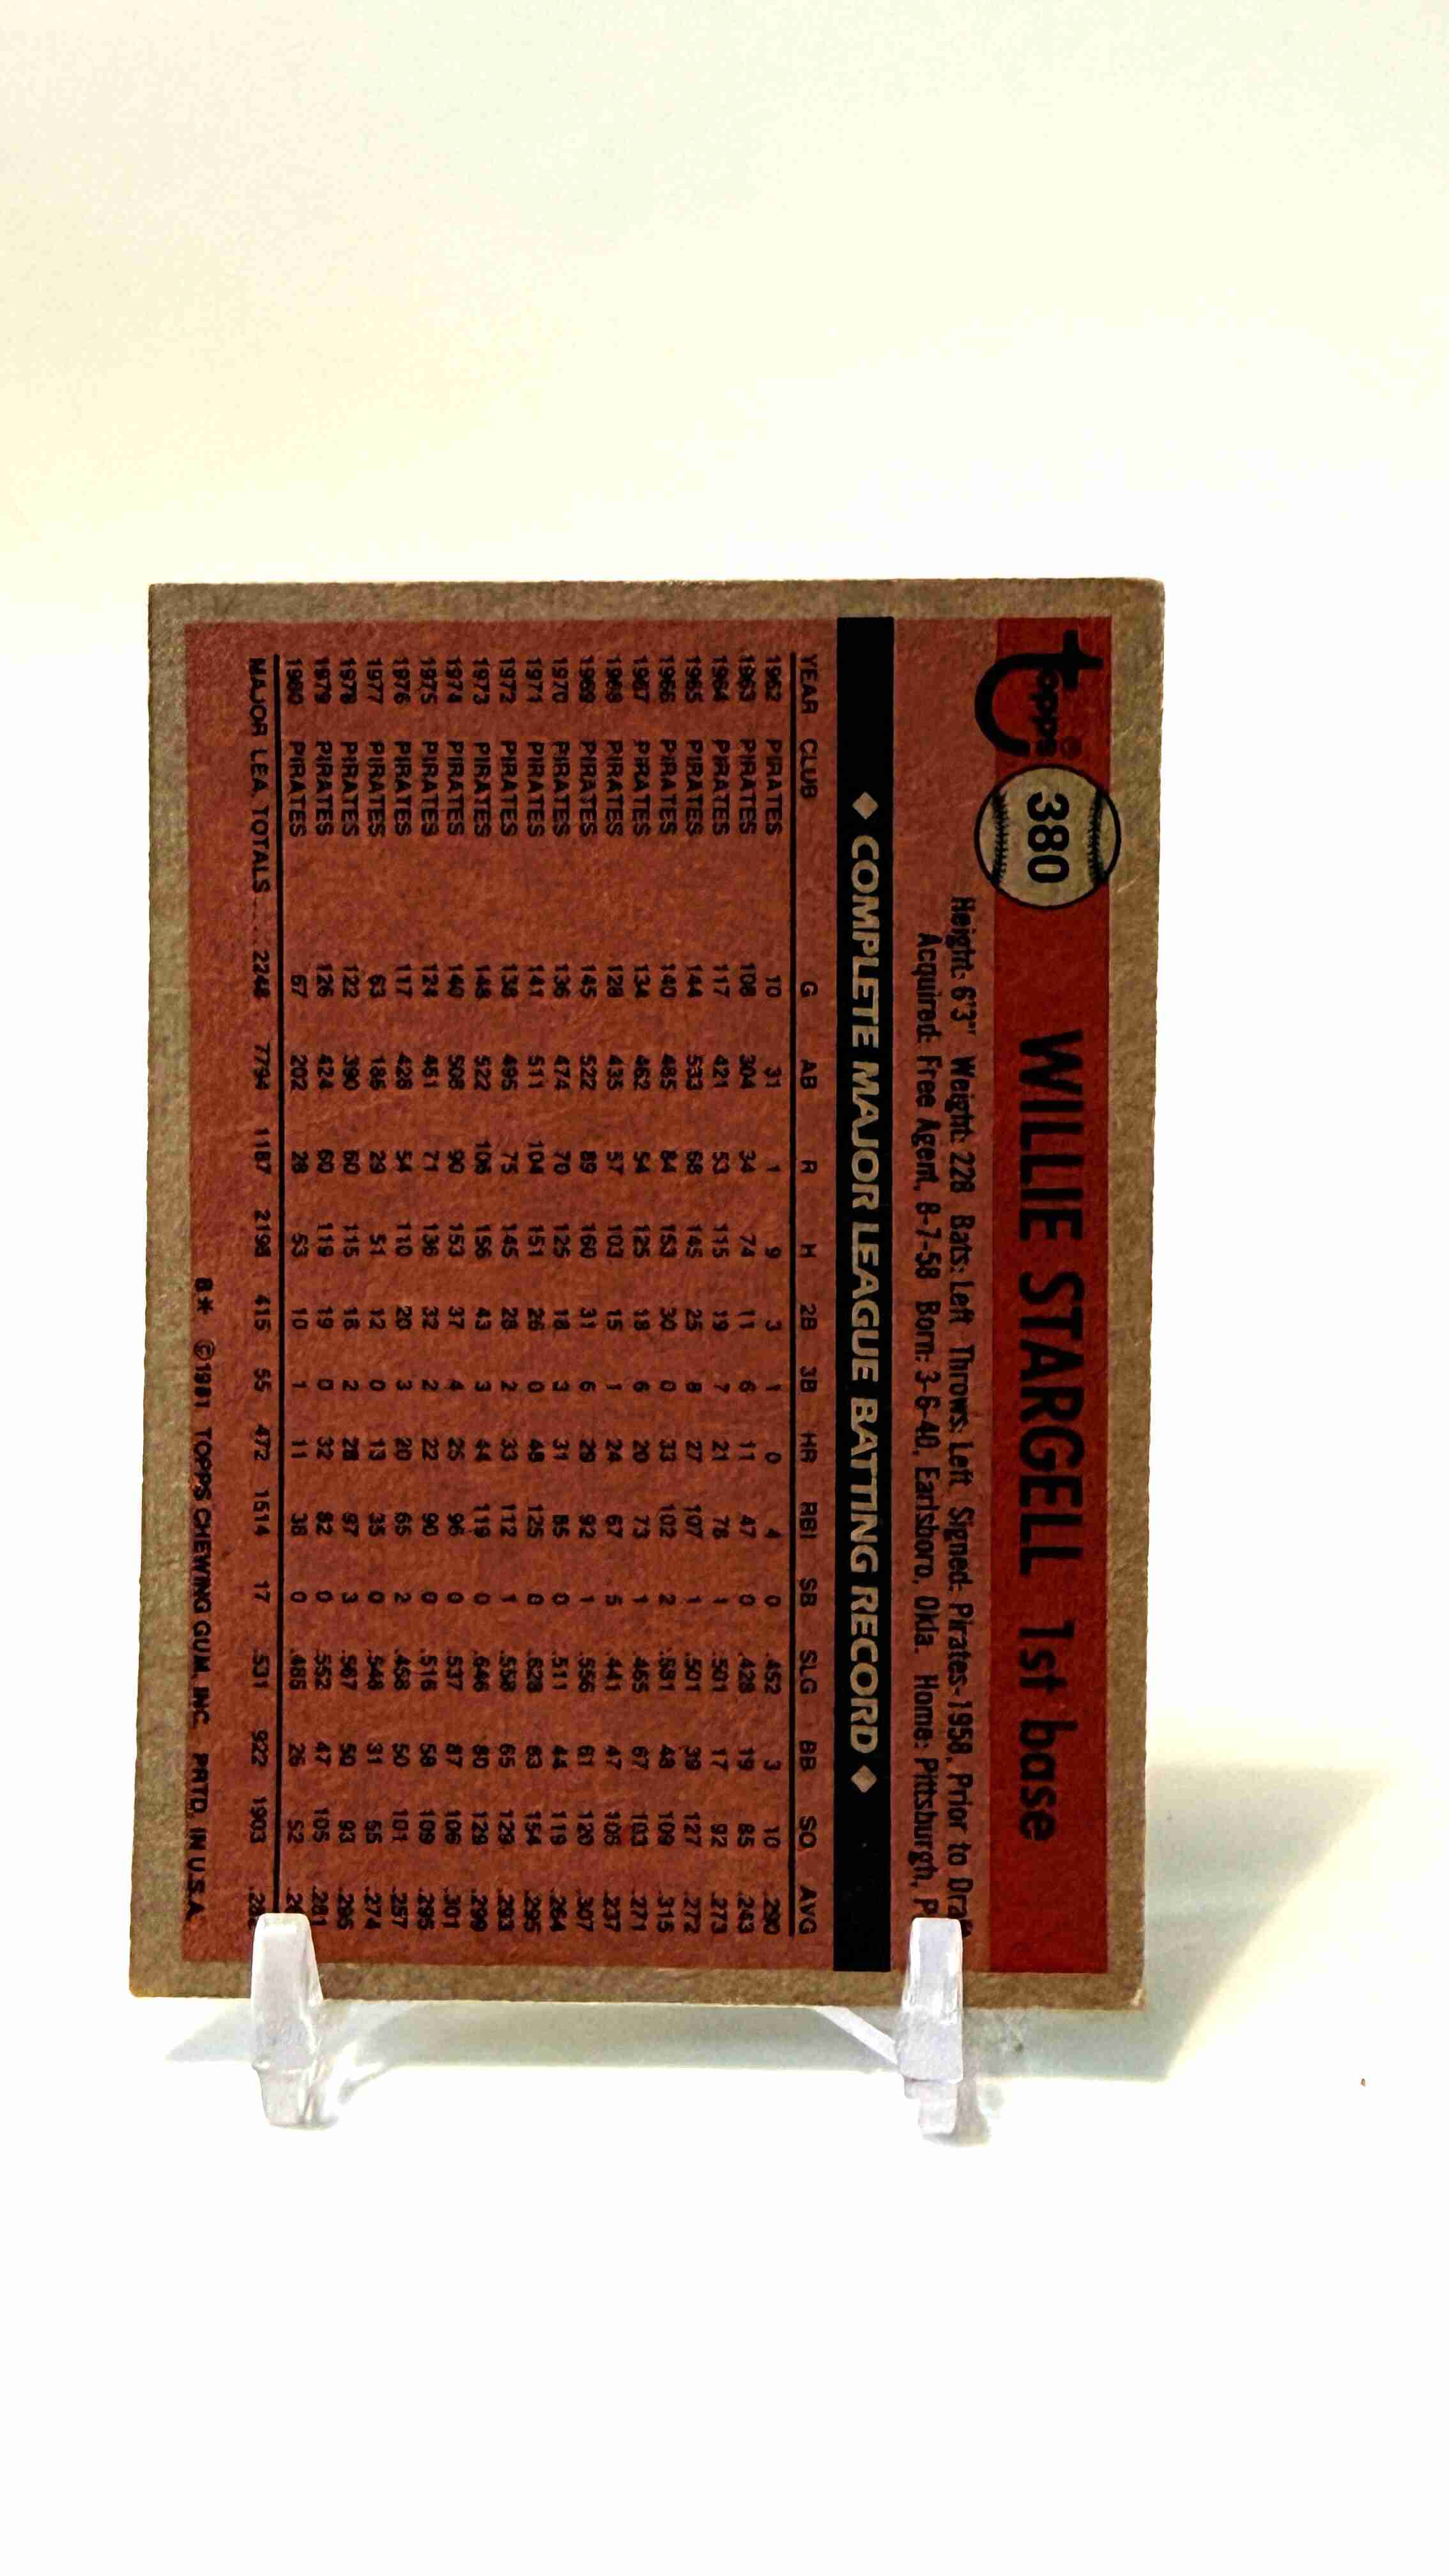 topps
380
WILLIE STARGELL 1st base
Height: 6'3" Weight: 228 Bats: Left Throws: Left Signed: Pirates-1958, Prior to Draft
Acquired: Free Agent, 8-7-58 Born: 3-6-40, Earlsboro, Okla. Home: Pittsburgh, P
◆ COMPLETE MAJOR LEAGUE BATTING RECORD ◆
YEAR CLUB G AB R H 2B 3B HR RBI SB SLG BB SO AVG
1962 PIRATES 10 31 1 9 3 1 0 4 0 .452 3 10 .290
1963 PIRATES 108 304 34 74 11 6 11 47 0 .428 19 85 .243
1964 PIRATES 117 421 53 115 19 7 21 78 1 .501 17 92 .273
1965 PIRATES 144 533 68 145 25 8 27 107 1 .501 39 127 .272
1966 PIRATES 140 485 84 153 30 0 33 102 2 .581 48 109 .315
1967 PIRATES 134 462 54 125 18 6 20 73 1 .465 67 103 .271
1968 PIRATES 128 435 57 103 15 1 24 67 5 .441 47 105 .237
1969 PIRATES 145 522 89 160 31 6 29 92 1 .556 61 120 .307
1970 PIRATES 136 474 70 125 18 3 31 85 0 .511 44 119 .264
1971 PIRATES 141 511 104 151 26 0 48 125 0 .628 83 154 .295
1972 PIRATES 138 495 75 145 28 2 33 112 1 .558 65 129 .293
1973 PIRATES 148 522 106 156 43 3 44 119 0 .646 80 129 .299
1974 PIRATES 140 508 90 153 37 4 25 96 0 .537 87 106 .301
1975 PIRATES 124 461 71 136 32 2 22 90 0 .516 58 109 .295
1976 PIRATES 117 428 54 110 20 3 20 65 2 .458 50 101 .257
1977 PIRATES 63 186 29 51 12 0 13 35 0 .548 31 55 .274
1978 PIRATES 122 390 60 115 18 2 28 97 3 .567 50 93 .295
1979 PIRATES 126 424 60 119 19 0 32 82 0 .552 47 105 .281
1980 PIRATES 67 202 28 53 10 1 11 38 0 .485 26 52
MAJOR LEA. TOTALS ... 2248 7794 1187 2198 415 55 472 1514 17 .531 922 1903
B* ©1981 TOPPS CHEWING GUM, INC. PRTD. IN U.S.A.